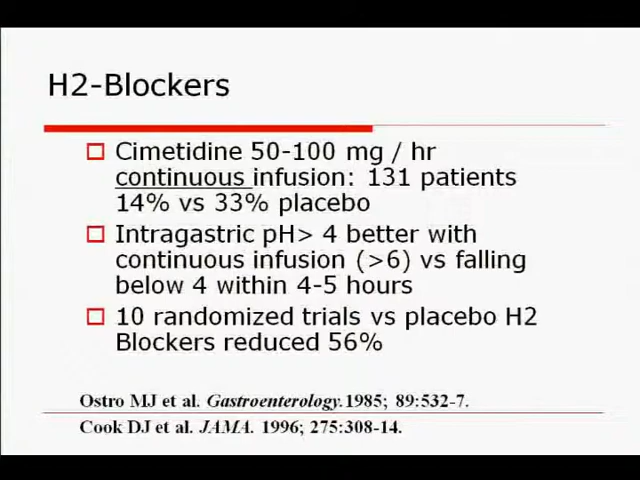 H2-Blockers
Cimetidine 50-100 mg / hr
continuous infusion: 131 patients
14% vs 33% placebo
Intragastric pH> 4 better with
continuous infusion (>6) vs falling
below 4 within 4-5 hours
10 randomized trials vs placebo H2
Blockers reduced 56%
Ostro MJ et al. Gastroenterology.1985; 89:532-7.
Cook DJ et al. JAMA. 1996; 275:308-14.